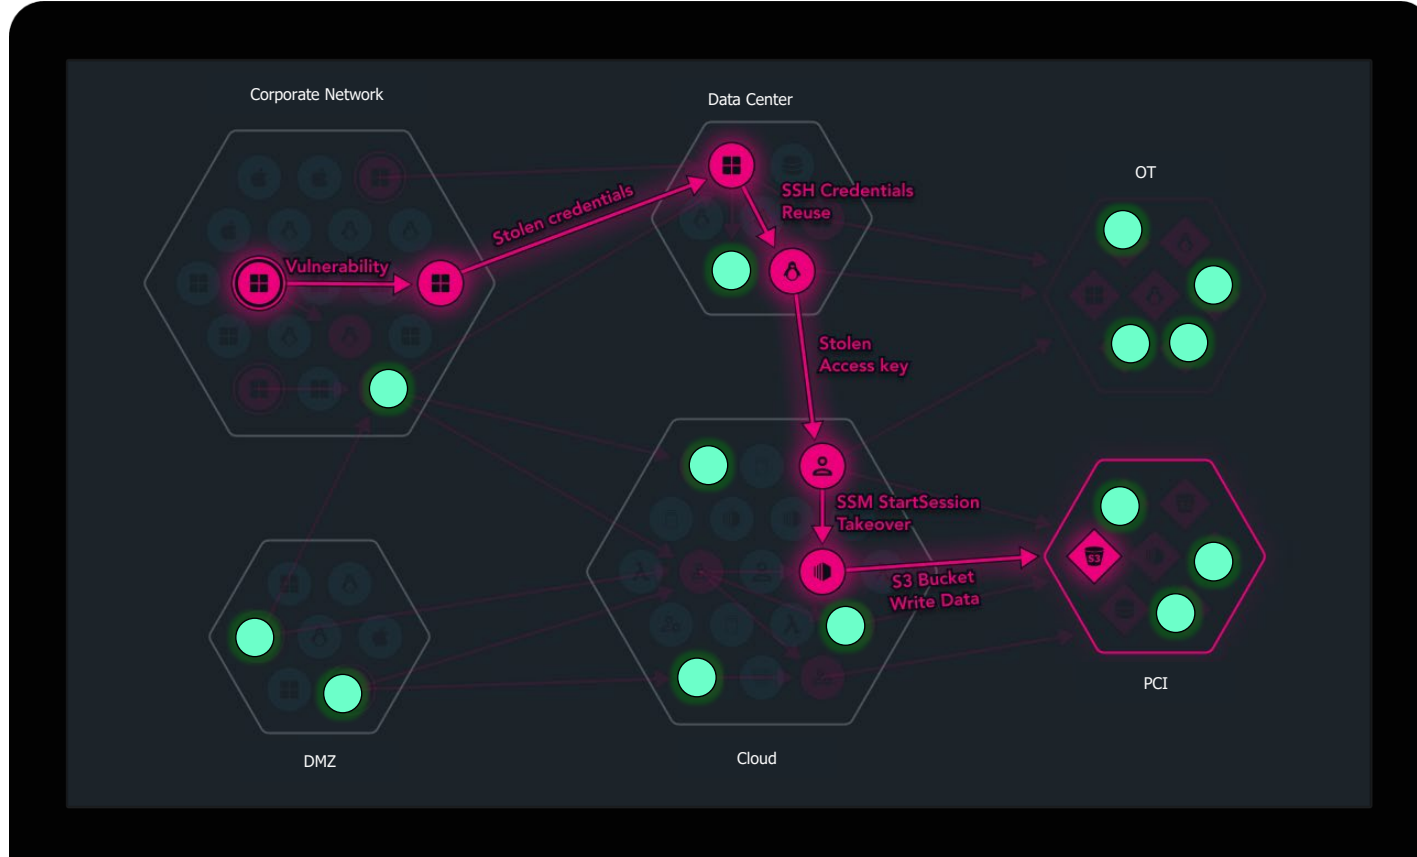 Corporate Network
Data Center
OT
Stolen credentials
SSH Credentials
Reuse
Vulnerability
Stolen
Access key
SSM StartSession
Takeover
S3
S3 Bucket
Write Data
DMZ
Cloud
PCI